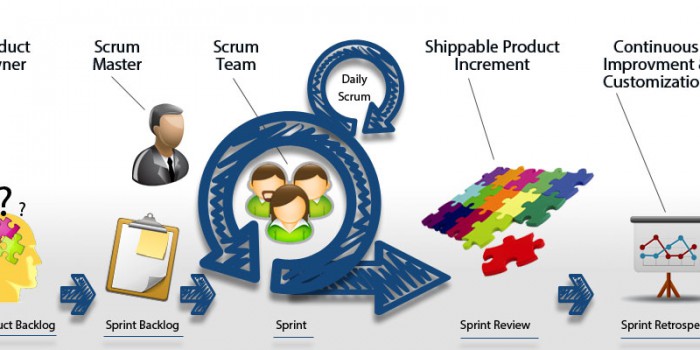 duct
wner
Scrum
Master
Scrum
Team
Daily
Scrum
Shippable Product
Increment
Continuous
Improvment &
Customization
? ?
uct Backlog
Sprint Backlog
Sprint
Sprint Review
Sprint Retrospe